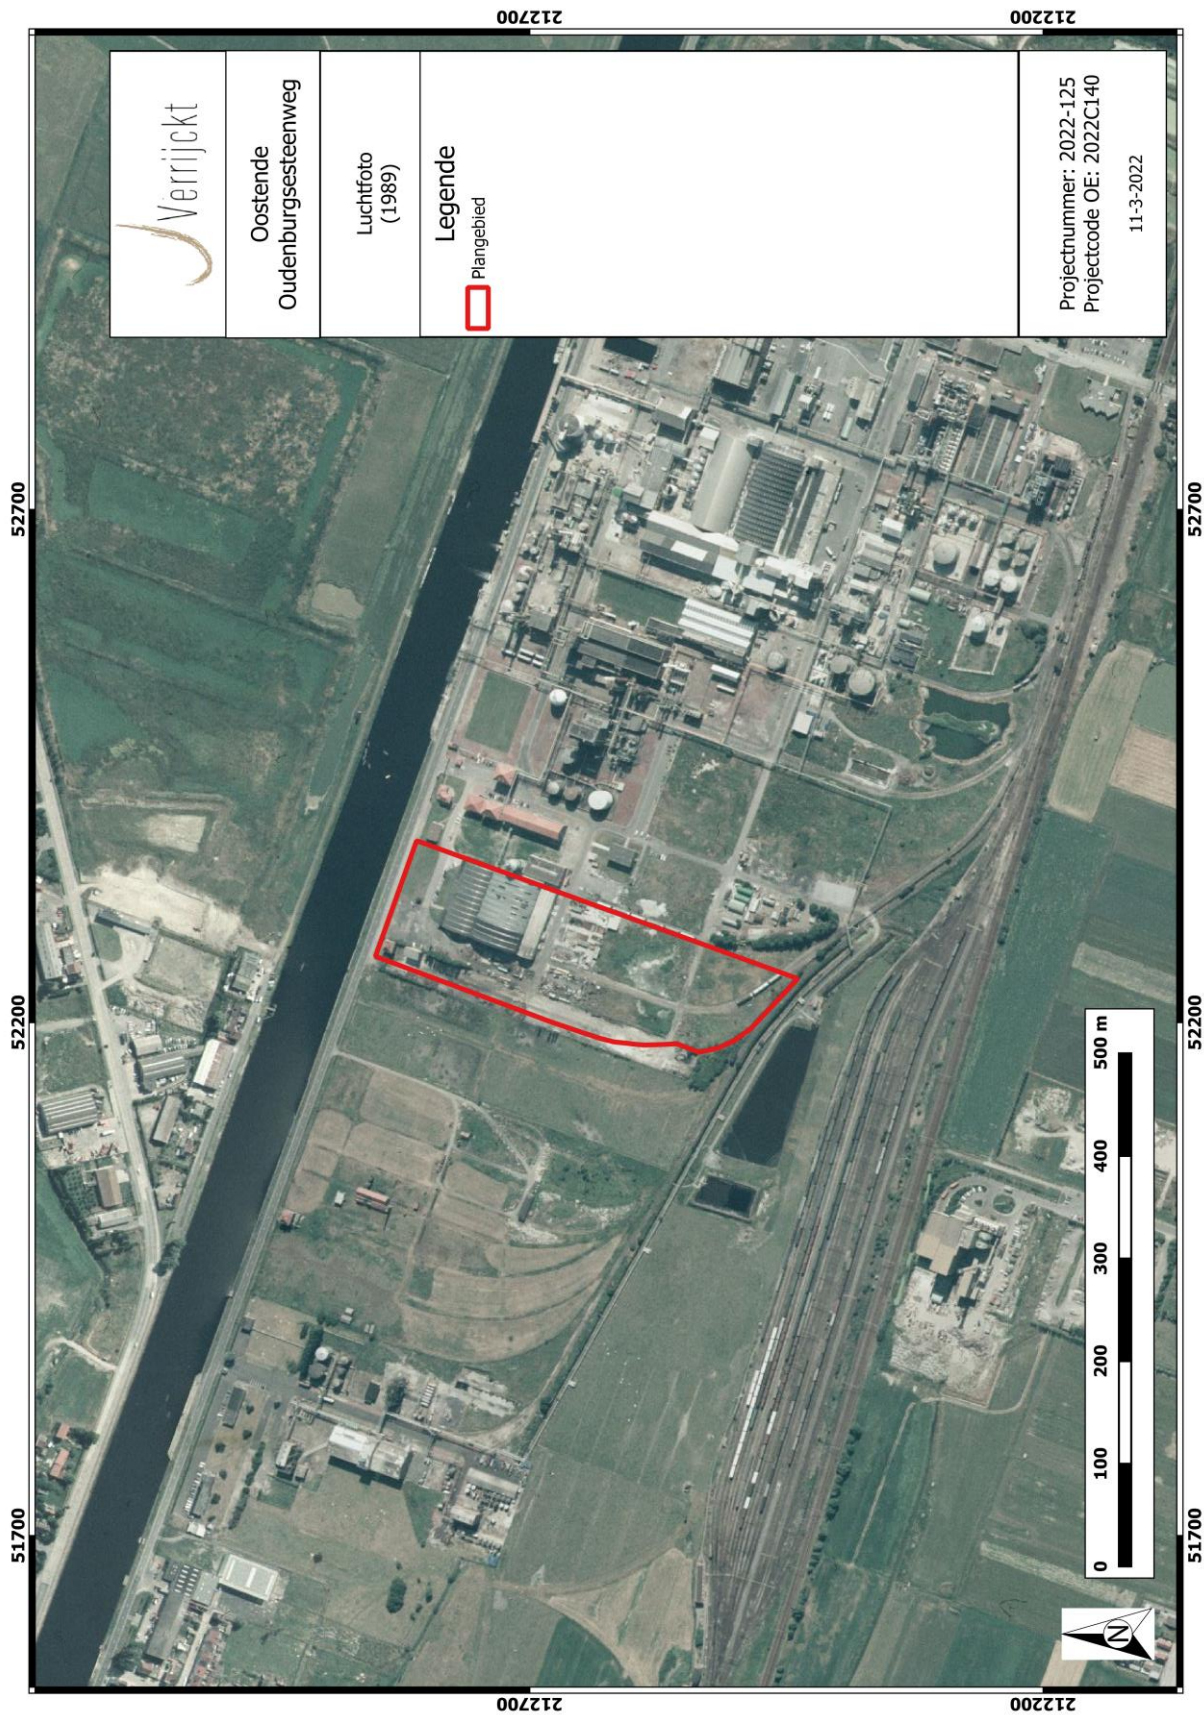 Verrijckt
Oostende
Oudenburgsesteenweg
Luchtfoto
(1989)
Legende
Plangebied
Projectnummer: 2022-125
Projectcode OE: 2022C140
11-3-2022
51700
52200
52700
51700
52200
52700
212700
212200
212700
212200
0
100
200
300
400
500 m
N